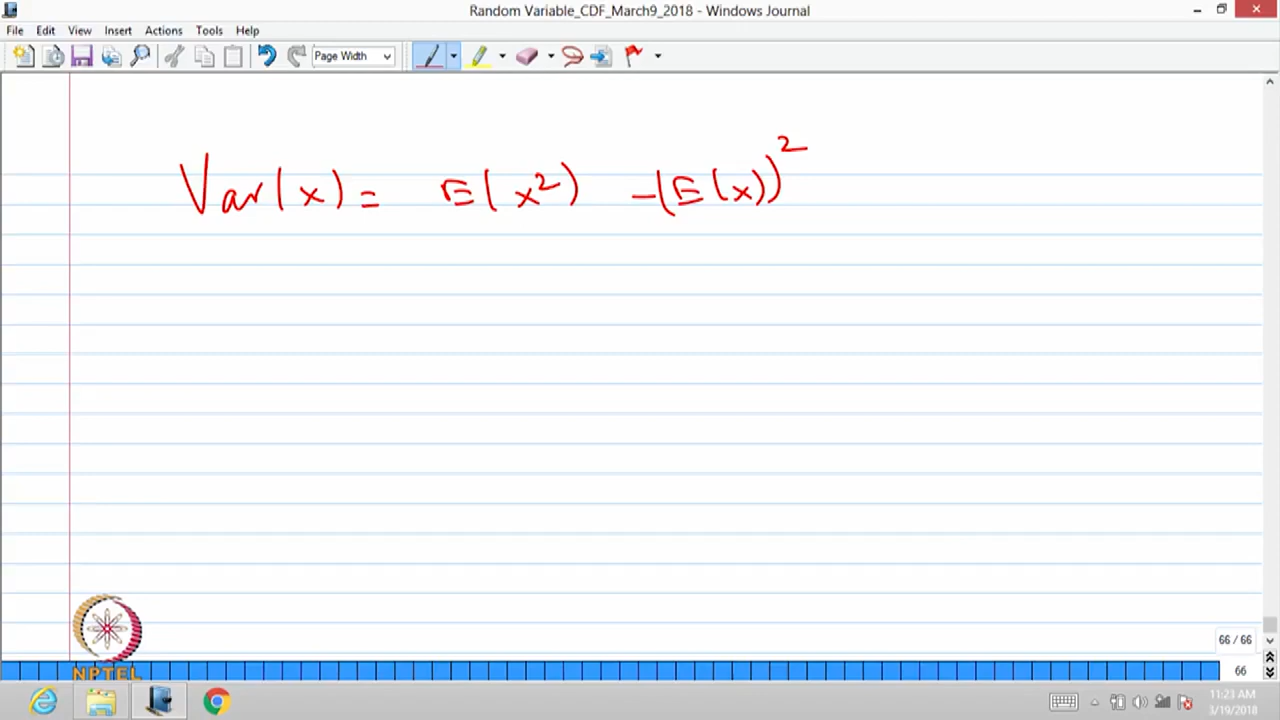 Random Variable_CDF_March9_2018 - Windows Journal
File Edit View Insert Actions Tools Help
Page Width
Var(x) = E(x²) -(E(x))²
66 / 66
66
NPTEL
11:23 AM
3/19/2018